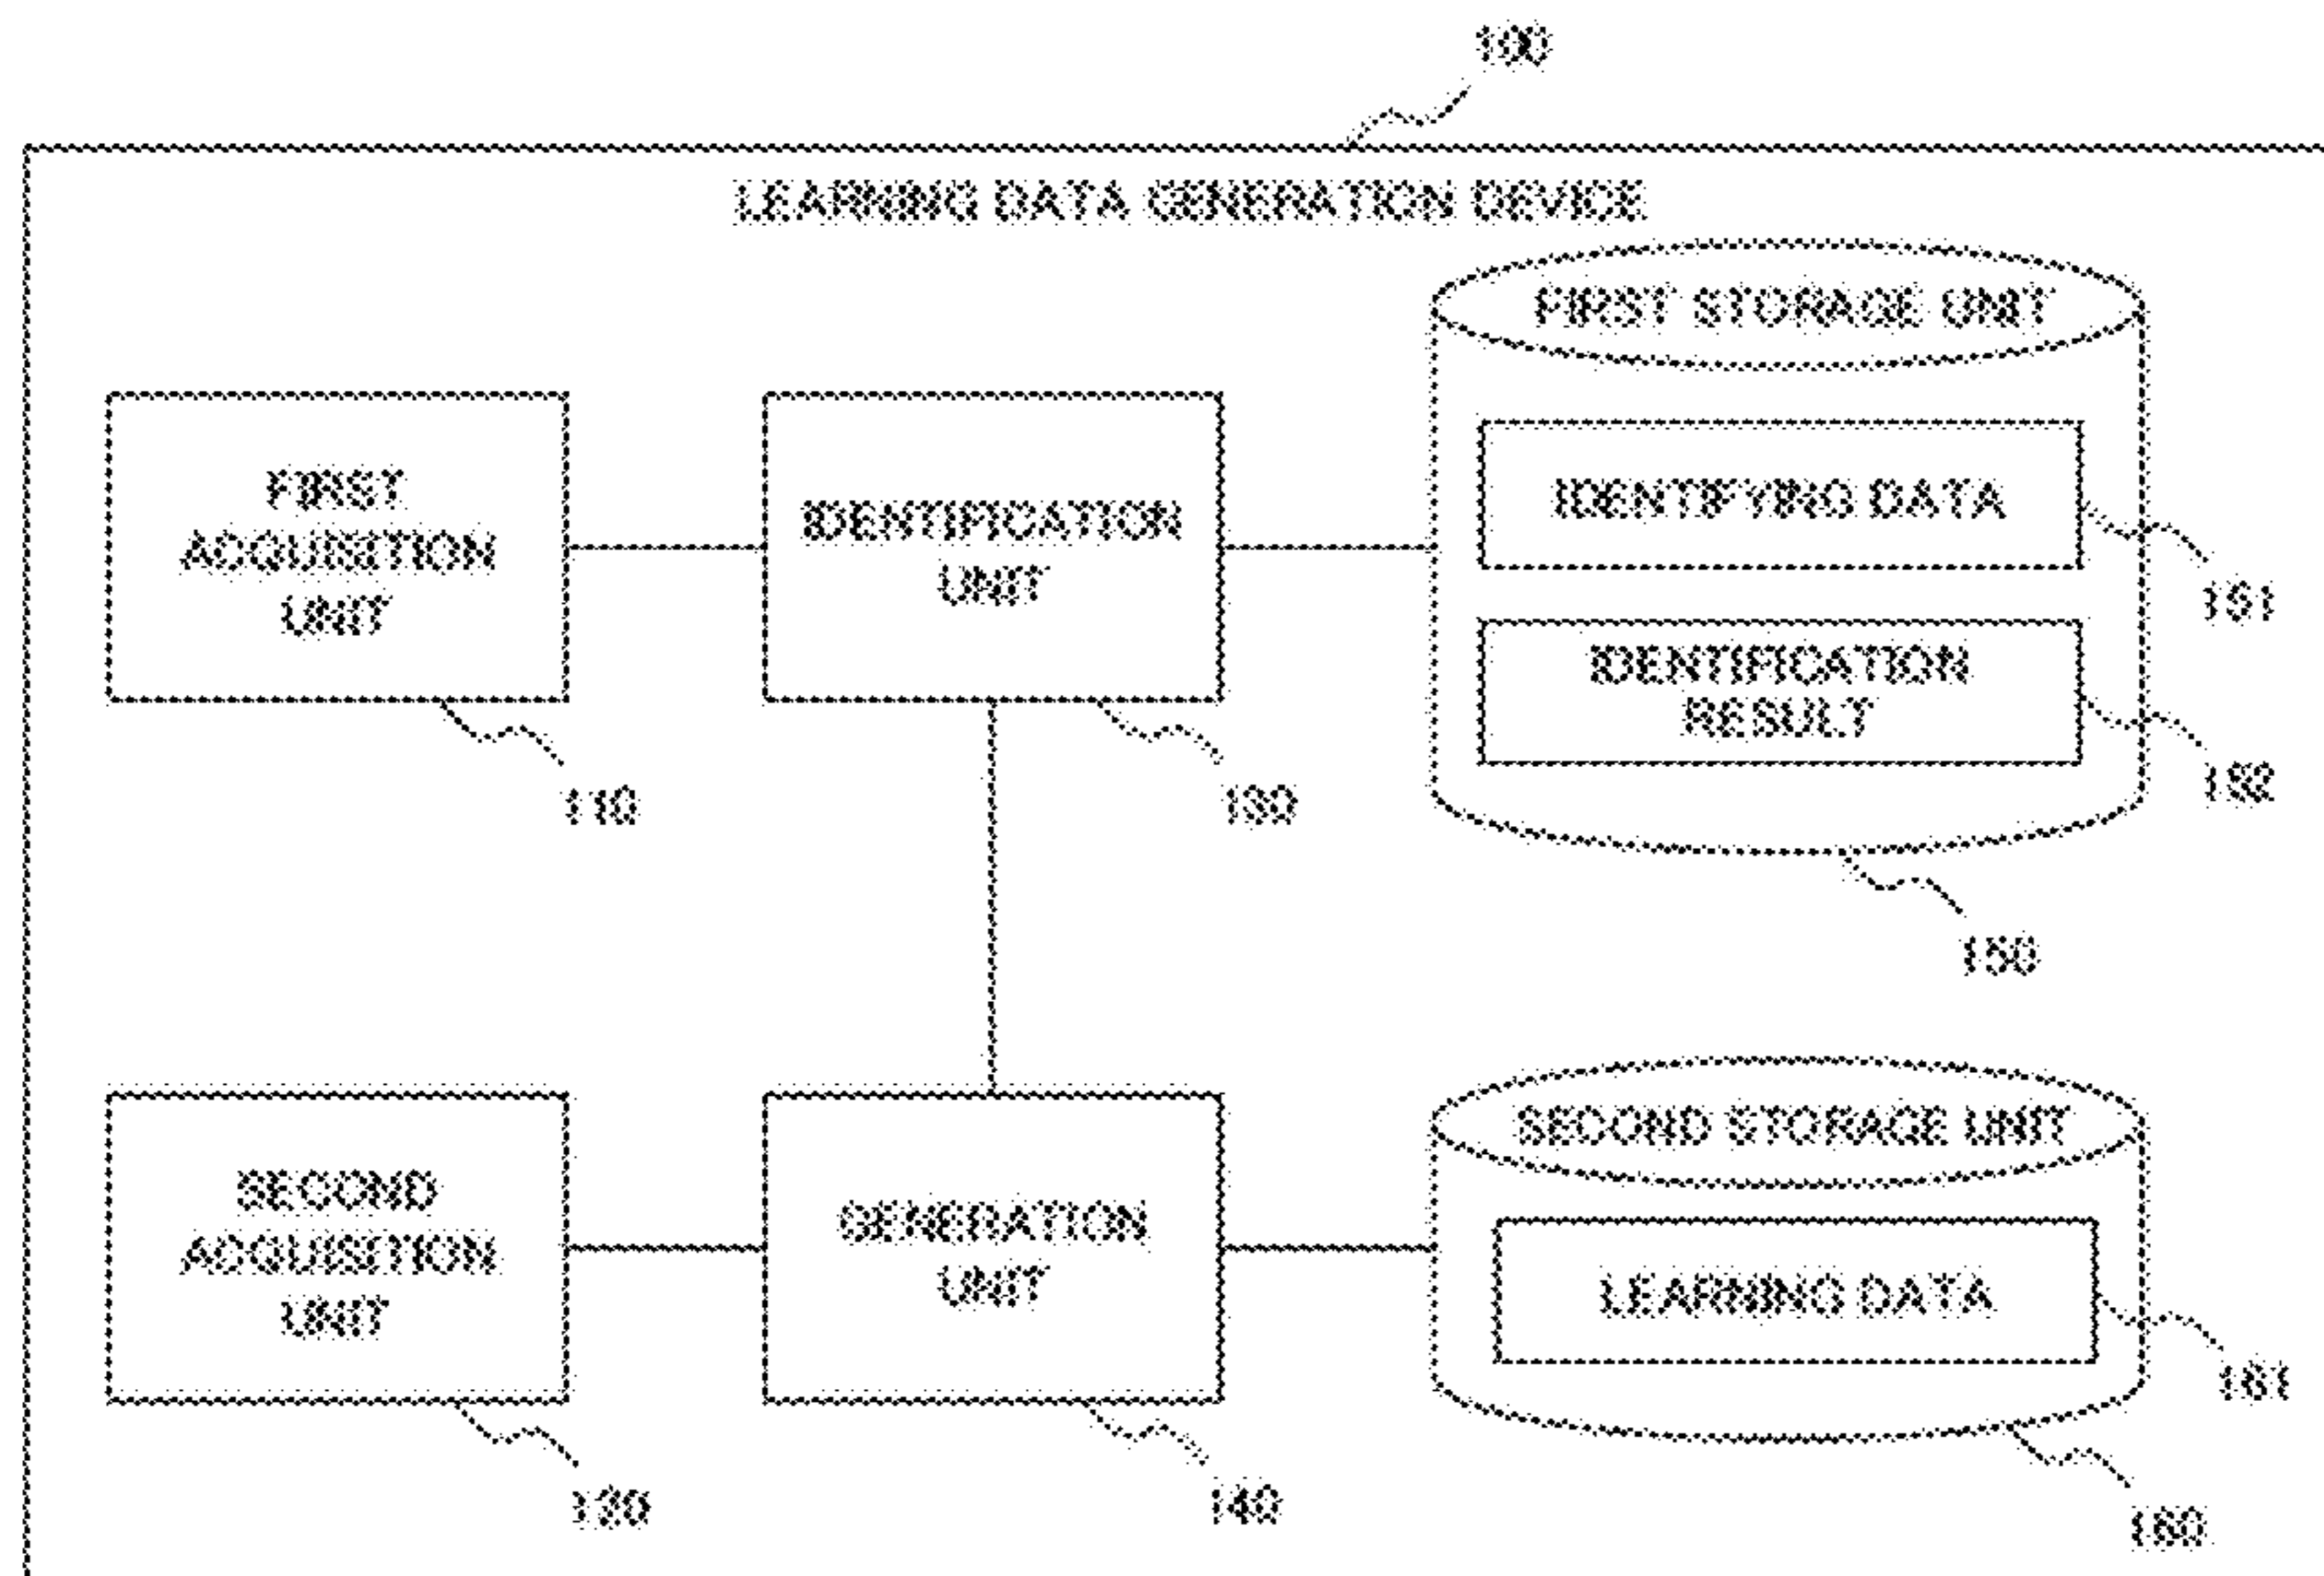 100
LEARNING DATA GENERATION DEVICE
FIRST STORAGE UNIT
FIRST
ACQUISITION
UNIT
IDENTIFICATION
UNIT
IDENTIFYING DATA
151
IDENTIFICATION
RESULT
152
110
130
150
SECOND
ACQUISITION
UNIT
GENERATION
UNIT
SECOND STORAGE UNIT
LEARNING DATA
161
120
140
160